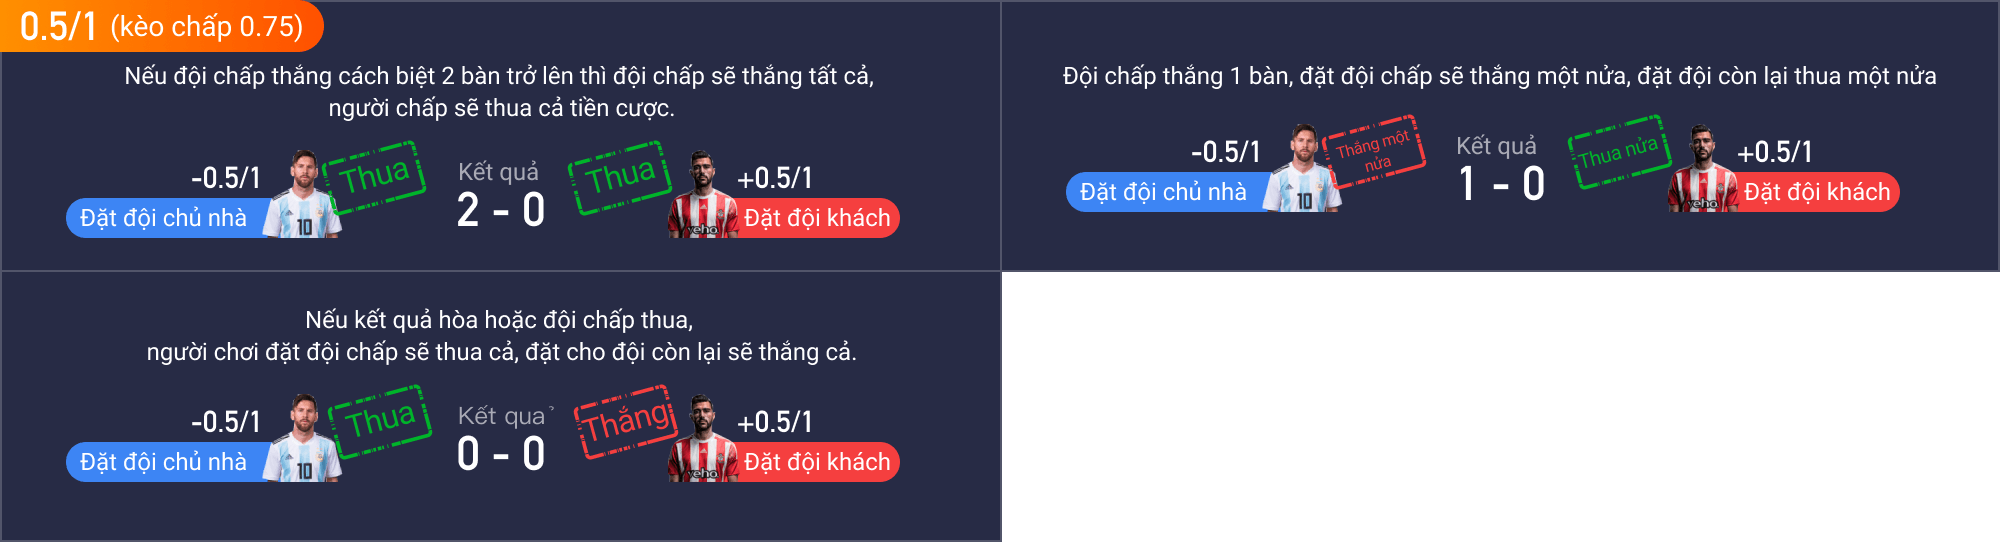 0.5/1 (kèo chấp 0.75)
Nếu đội chấp thắng cách biệt 2 bàn trở lên thì đội chấp sẽ thắng tất cả,
người chấp sẽ thua cả tiền cược.
-0.5/1
Thua
Kết quả
2 - 0
Thua
+0.5/1
Đặt đội chủ nhà
10
veho
Đặt đội khách
Đội chấp thắng 1 bàn, đặt đội chấp sẽ thắng một nửa, đặt đội còn lại thua một nửa
-0.5/1
Thắng một
nửa
Kết quả
1 - 0
Thua nửa
+0.5/1
Đặt đội chủ nhà
10
veho
Đặt đội khách
Nếu kết quả hòa hoặc đội chấp thua,
người chơi đặt đội chấp sẽ thua cả, đặt cho đội còn lại sẽ thắng cả.
-0.5/1
Thua
Kết quả
0 - 0
Thắng
+0.5/1
Đặt đội chủ nhà
10
veho
Đặt đội khách